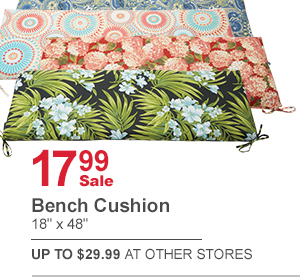 17.99
Sale
Bench Cushion
18" x 48"
UP TO $29.99 AT OTHER STORES